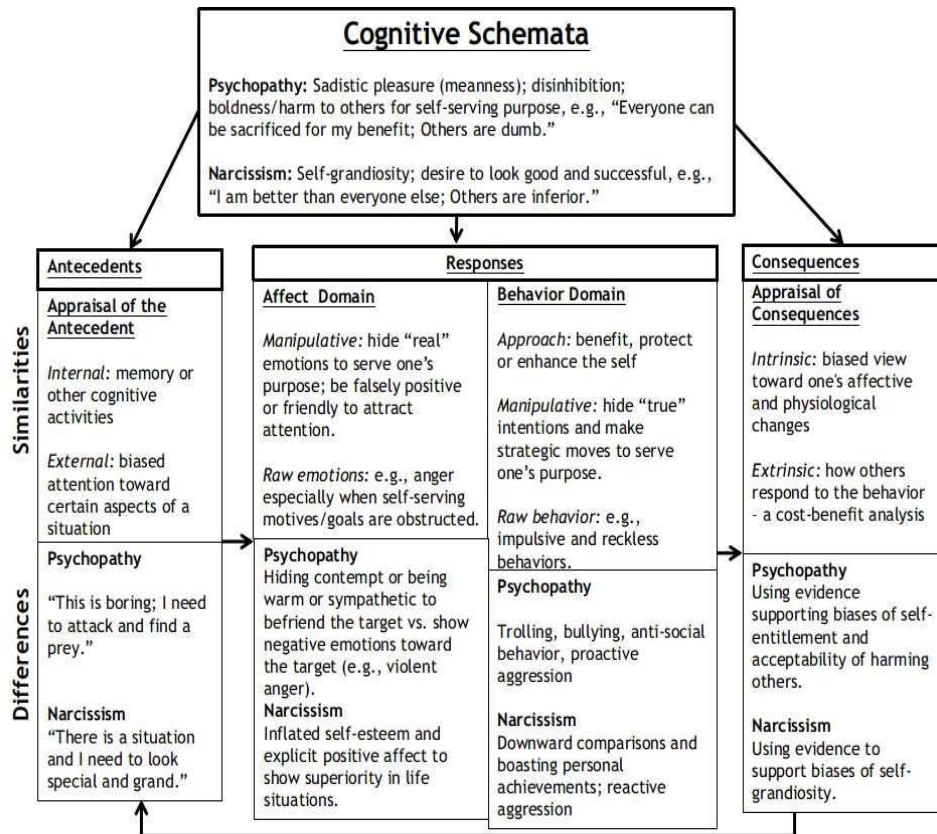 Cognitive Schemata
Psychopathy: Sadistic pleasure (meanness); disinhibition;
boldness/harm to others for self-serving purpose, e.g., “Everyone can
be sacrificed for my benefit; Others are dumb.”
Narcissism: Self-grandiosity; desire to look good and successful, e.g.,
“I am better than everyone else; Others are inferior.”
Similarities
Differences
Antecedents
Appraisal of the
Antecedent
Internal: memory or
other cognitive
activities
External: biased
attention toward
certain aspects of a
situation
Psychopathy
“This is boring; I need
to attack and find a
prey.”
Narcissism
“There is a situation
and I need to look
special and grand.”
Responses
Affect Domain
Manipulative: hide “real”
emotions to serve one’s
purpose; be falsely positive
or friendly to attract
attention.
Raw emotions: e.g., anger
especially when self-serving
motives/goals are obstructed.
Psychopathy
Hiding contempt or being
warm or sympathetic to
befriend the target vs. show
negative emotions toward
the target (e.g., violent
anger).
Narcissism
Inflated self-esteem and
explicit positive affect to
show superiority in life
situations.
Behavior Domain
Approach: benefit, protect
or enhance the self
Manipulative: hide “true”
intentions and make
strategic moves to serve
one’s purpose.
Raw behavior: e.g.,
impulsive and reckless
behaviors.
Psychopathy
Trolling, bullying, anti-social
behavior, proactive
aggression
Narcissism
Downward comparisons and
boasting personal
achievements; reactive
aggression
Consequences
Appraisal of
Consequences
Intrinsic: biased view
toward one's affective
and physiological
changes
Extrinsic: how others
respond to the behavior
- a cost-benefit analysis
Psychopathy
Using evidence
supporting biases of self-
entitlement and
acceptability of harming
others.
Narcissism
Using evidence to
support biases of self-
grandiosity.